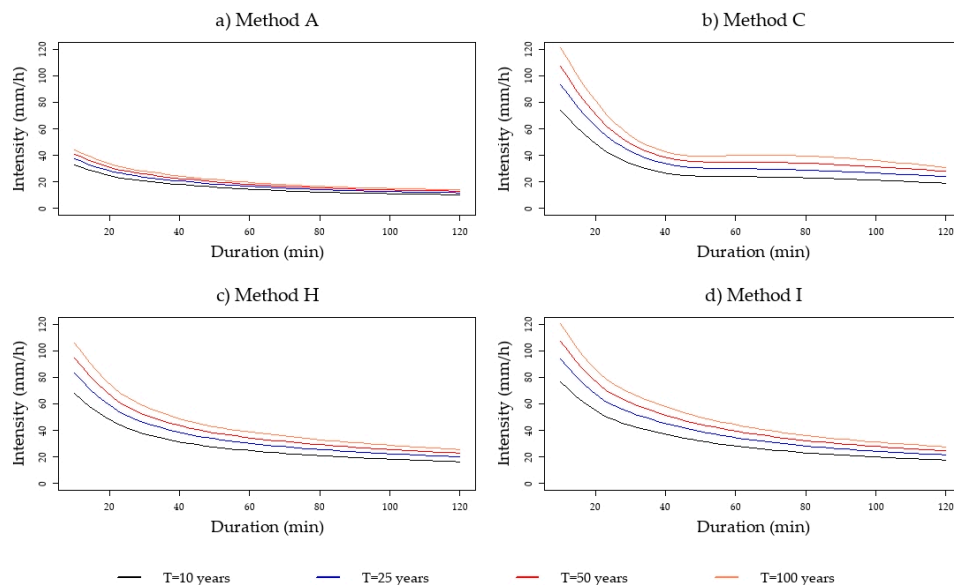 a) Method A
Intensity (mm/h)
0 20 40 60 80 100 120
20 40 60 80 100 120
Duration (min)
b) Method C
Intensity (mm/h)
0 20 40 60 80 100 120
20 40 60 80 100 120
Duration (min)
c) Method H
Intensity (mm/h)
0 20 40 60 80 100 120
20 40 60 80 100 120
Duration (min)
d) Method I
Intensity (mm/h)
0 20 40 60 80 100 120
20 40 60 80 100 120
Duration (min)
T=10 years T=25 years T=50 years T=100 years